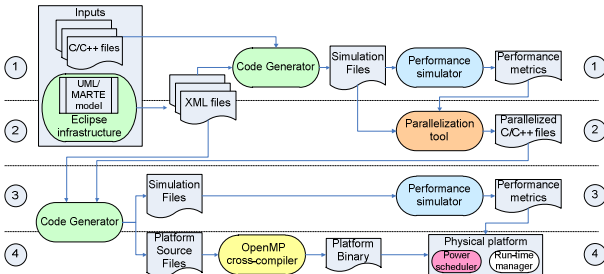 Inputs
C/C++ files
UML/
MARTE
model
Eclipse
infrastructure
XML files
Code Generator
Simulation
Files
Performance
simulator
Performance
metrics
1
1
2
Parallelization
tool
Parallelized
C/C++ files
2
3
Code Generator
Simulation
Files
Performance
simulator
Performance
metrics
3
4
Platform
Source
Files
OpenMP
cross-compiler
Platform
Binary
Physical platform
Power
scheduler
Run-time
manager
4